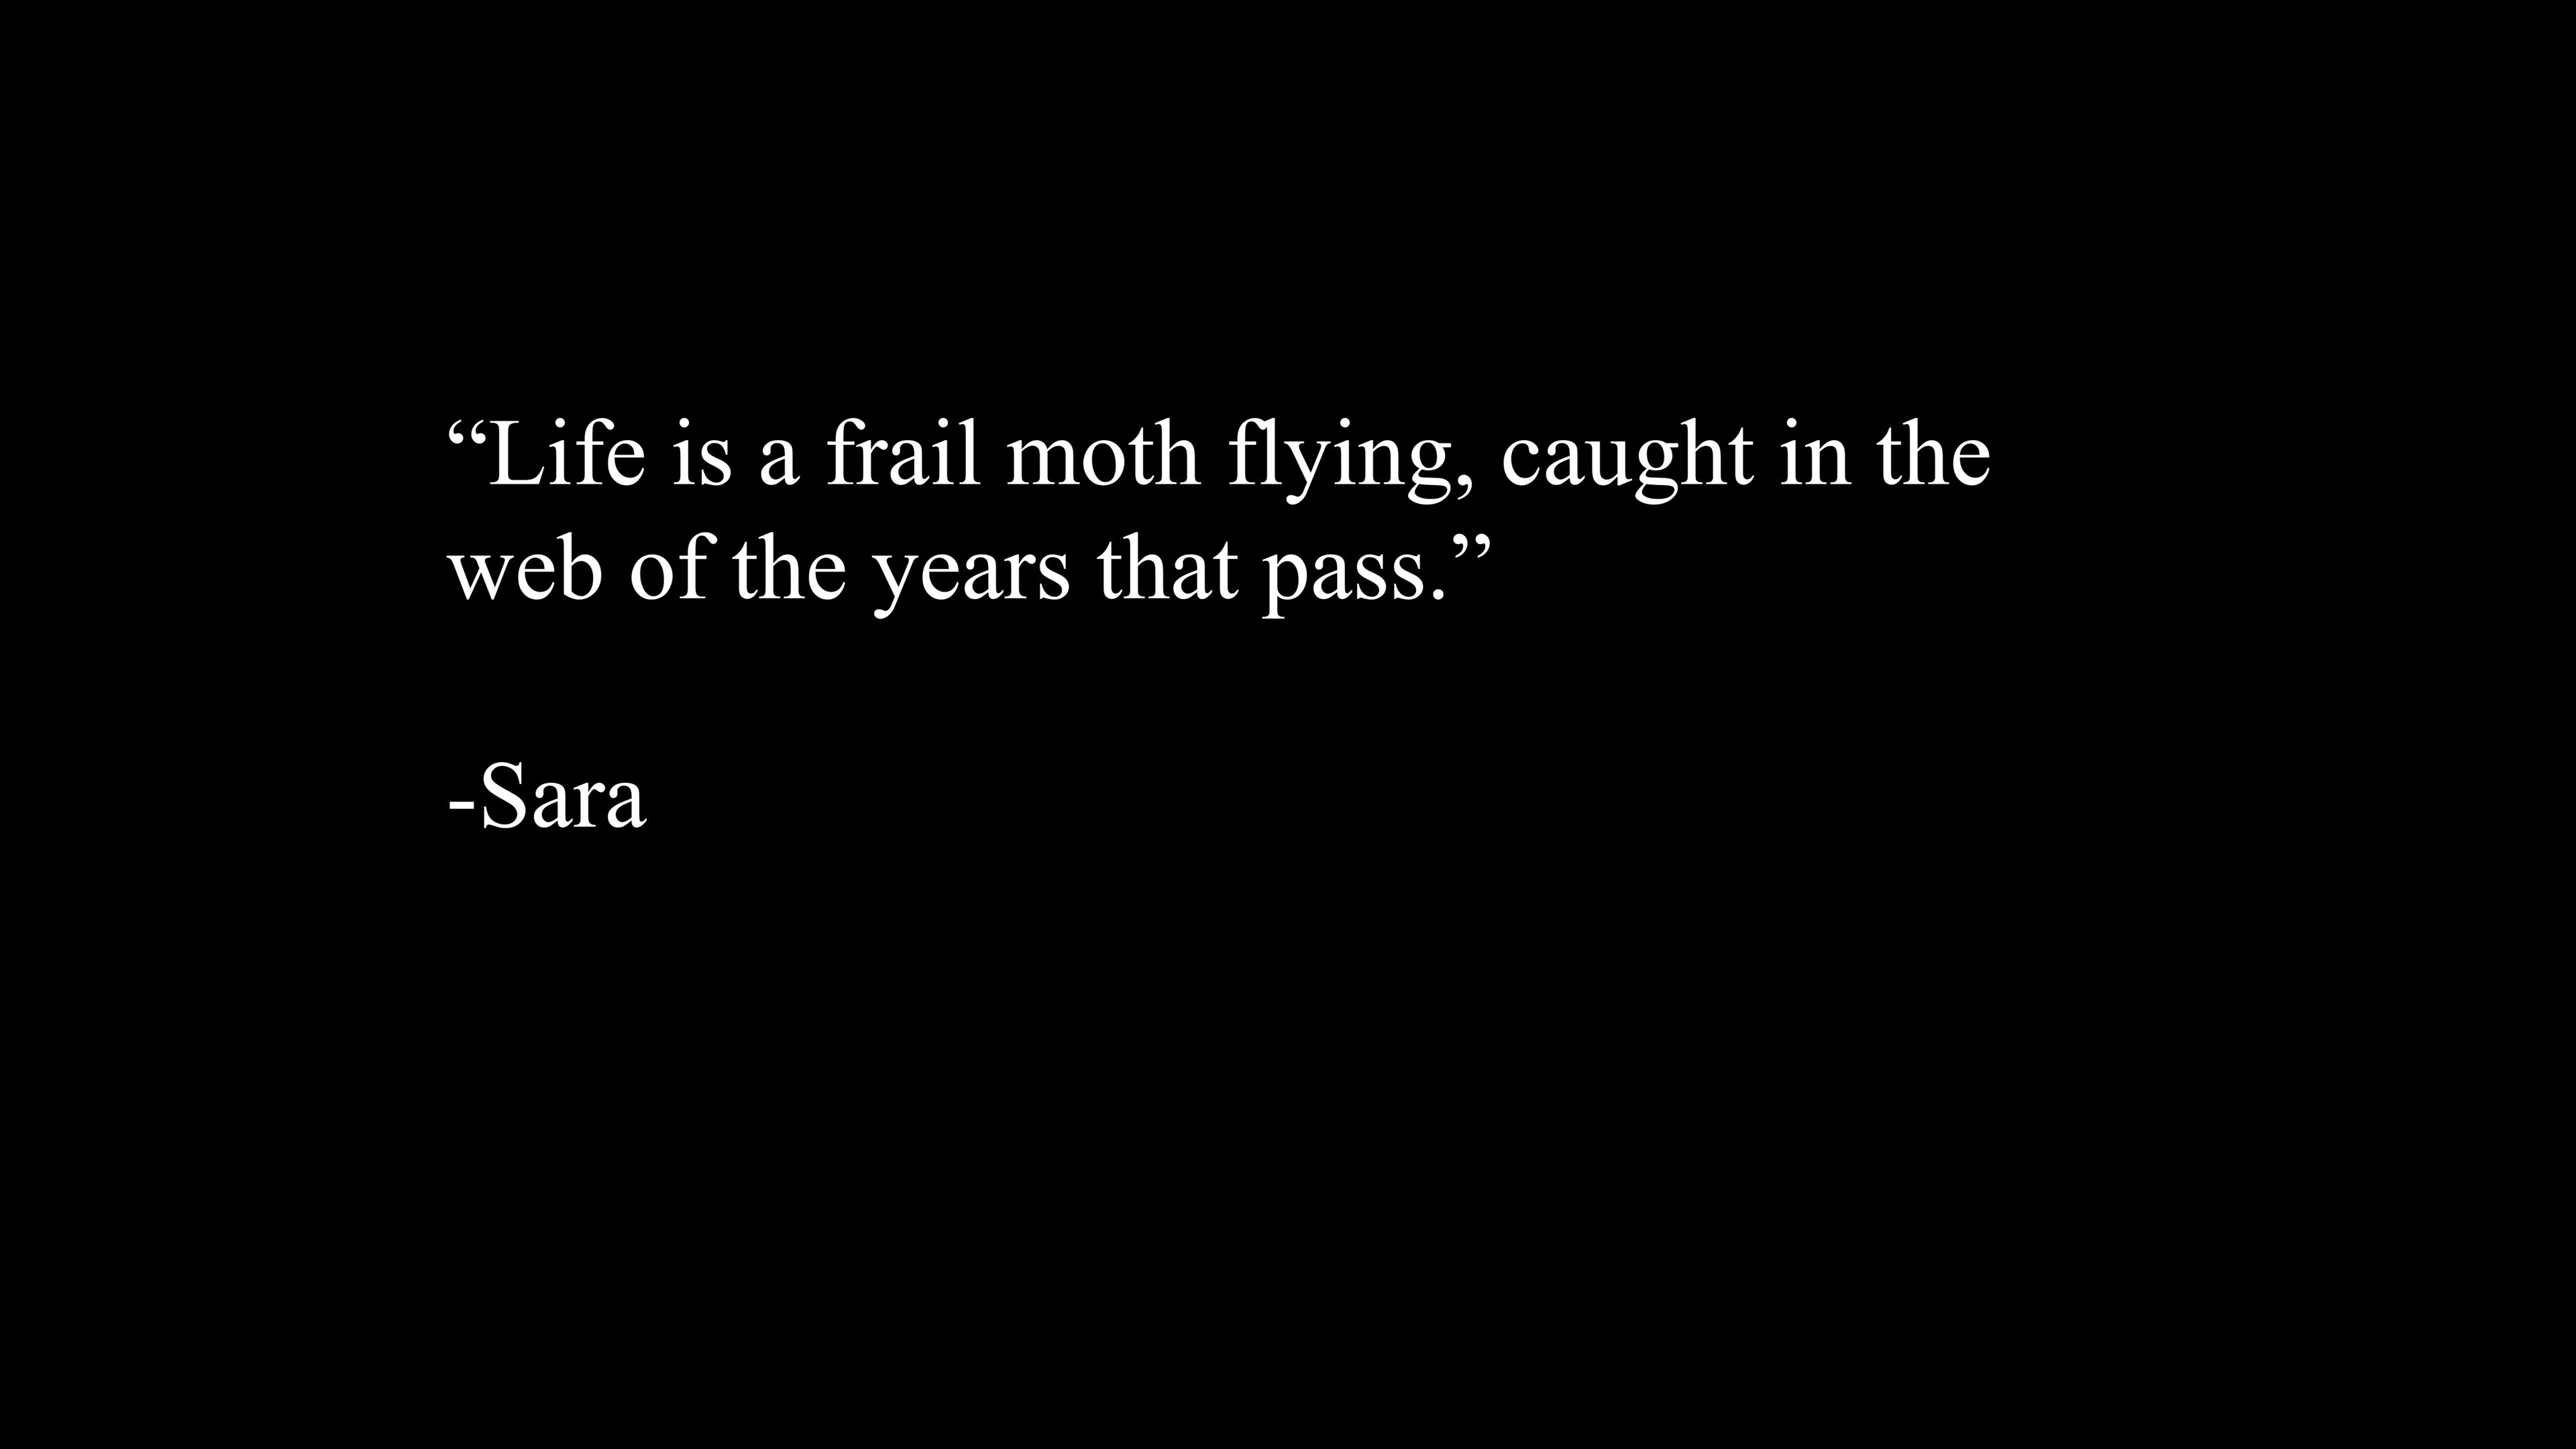 “Life is a frail moth flying, caught in the
web of the years that pass.”
-Sara